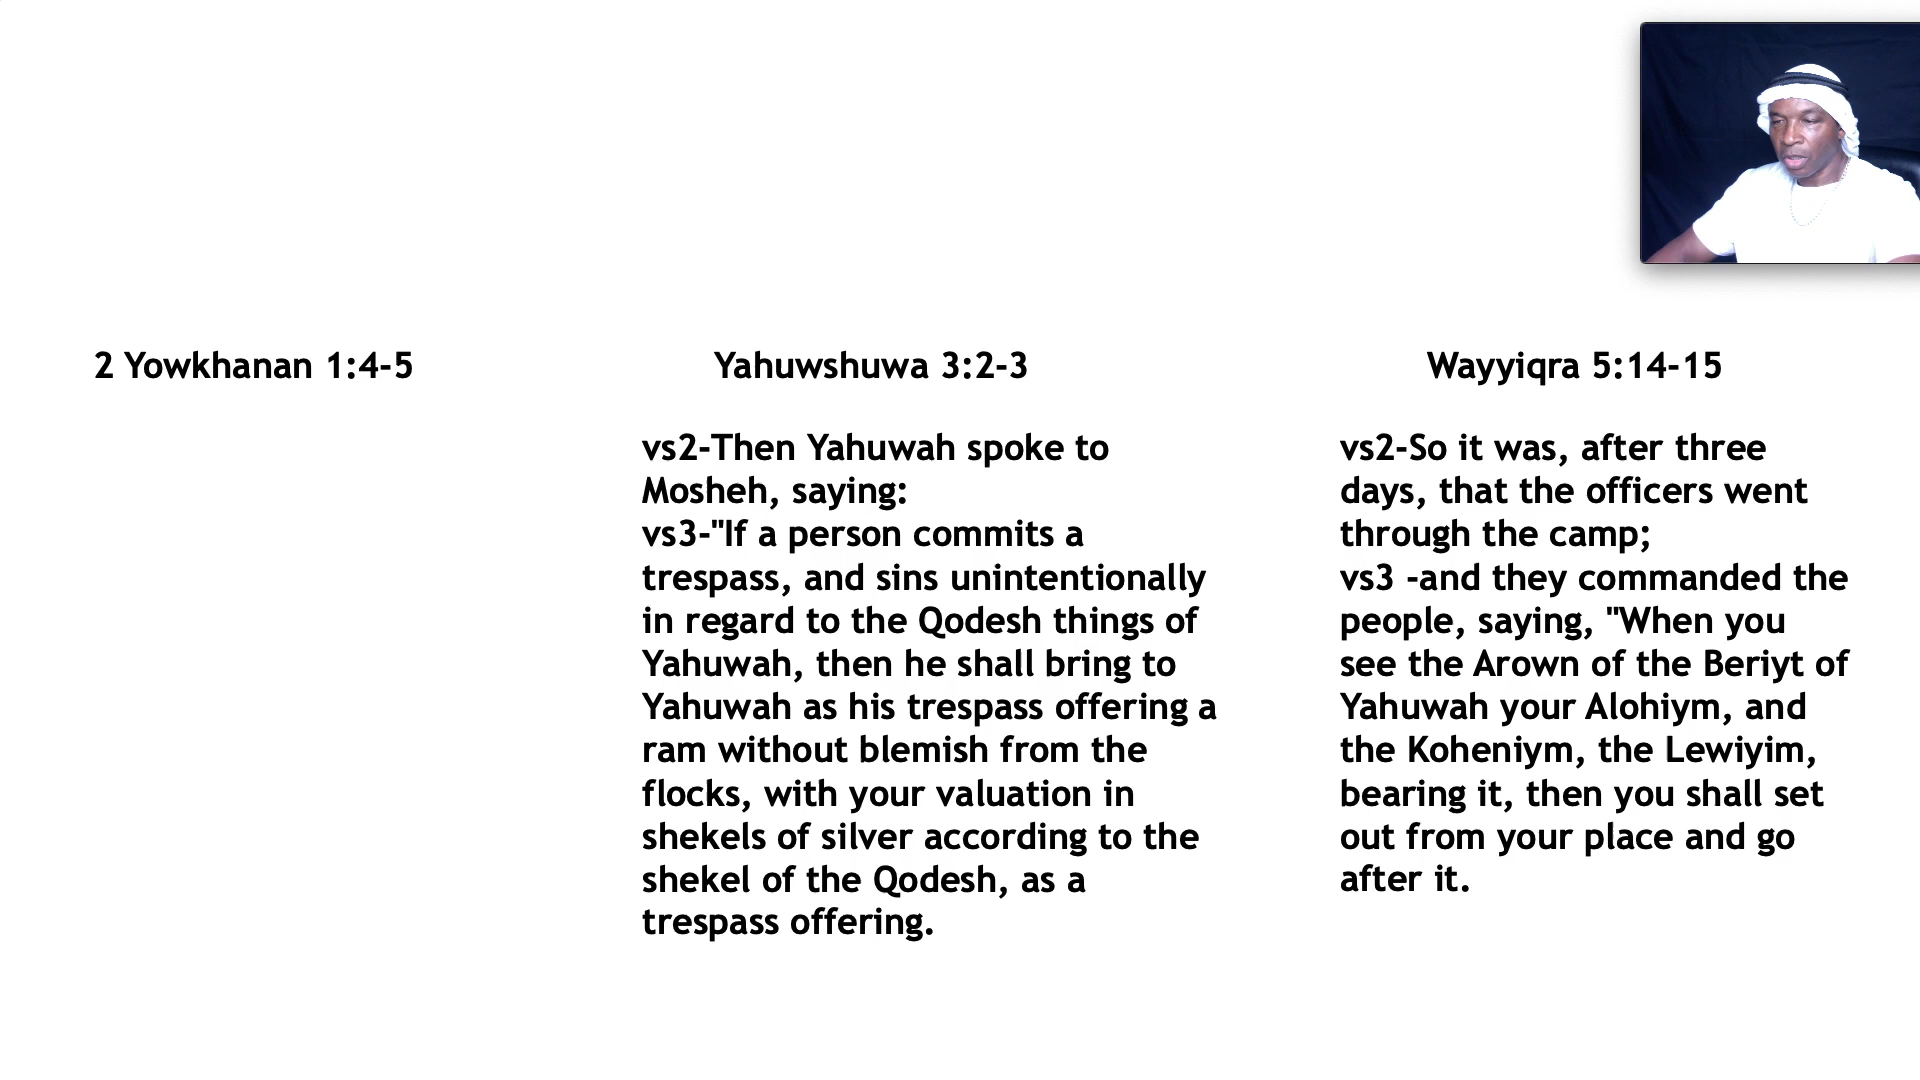 2 Yowkhanan 1:4-5
Yahuwshuwa 3:2-3
vs2-Then Yahuwah spoke to
Mosheh, saying:
vs3-"If a person commits a
trespass, and sins unintentionally
in regard to the Qodesh things of
Yahuwah, then he shall bring to
Yahuwah as his trespass offering a
ram without blemish from the
flocks, with your valuation in
shekels of silver according to the
shekel of the Qodesh, as a
trespass offering.
Wayyiqra 5:14-15
vs2-So it was, after three
days, that the officers went
through the camp;
vs3 -and they commanded the
people, saying, "When you
see the Arown of the Beriyt of
Yahuwah your Alohiym, and
the Koheniym, the Lewiyim,
bearing it, then you shall set
out from your place and go
after it.